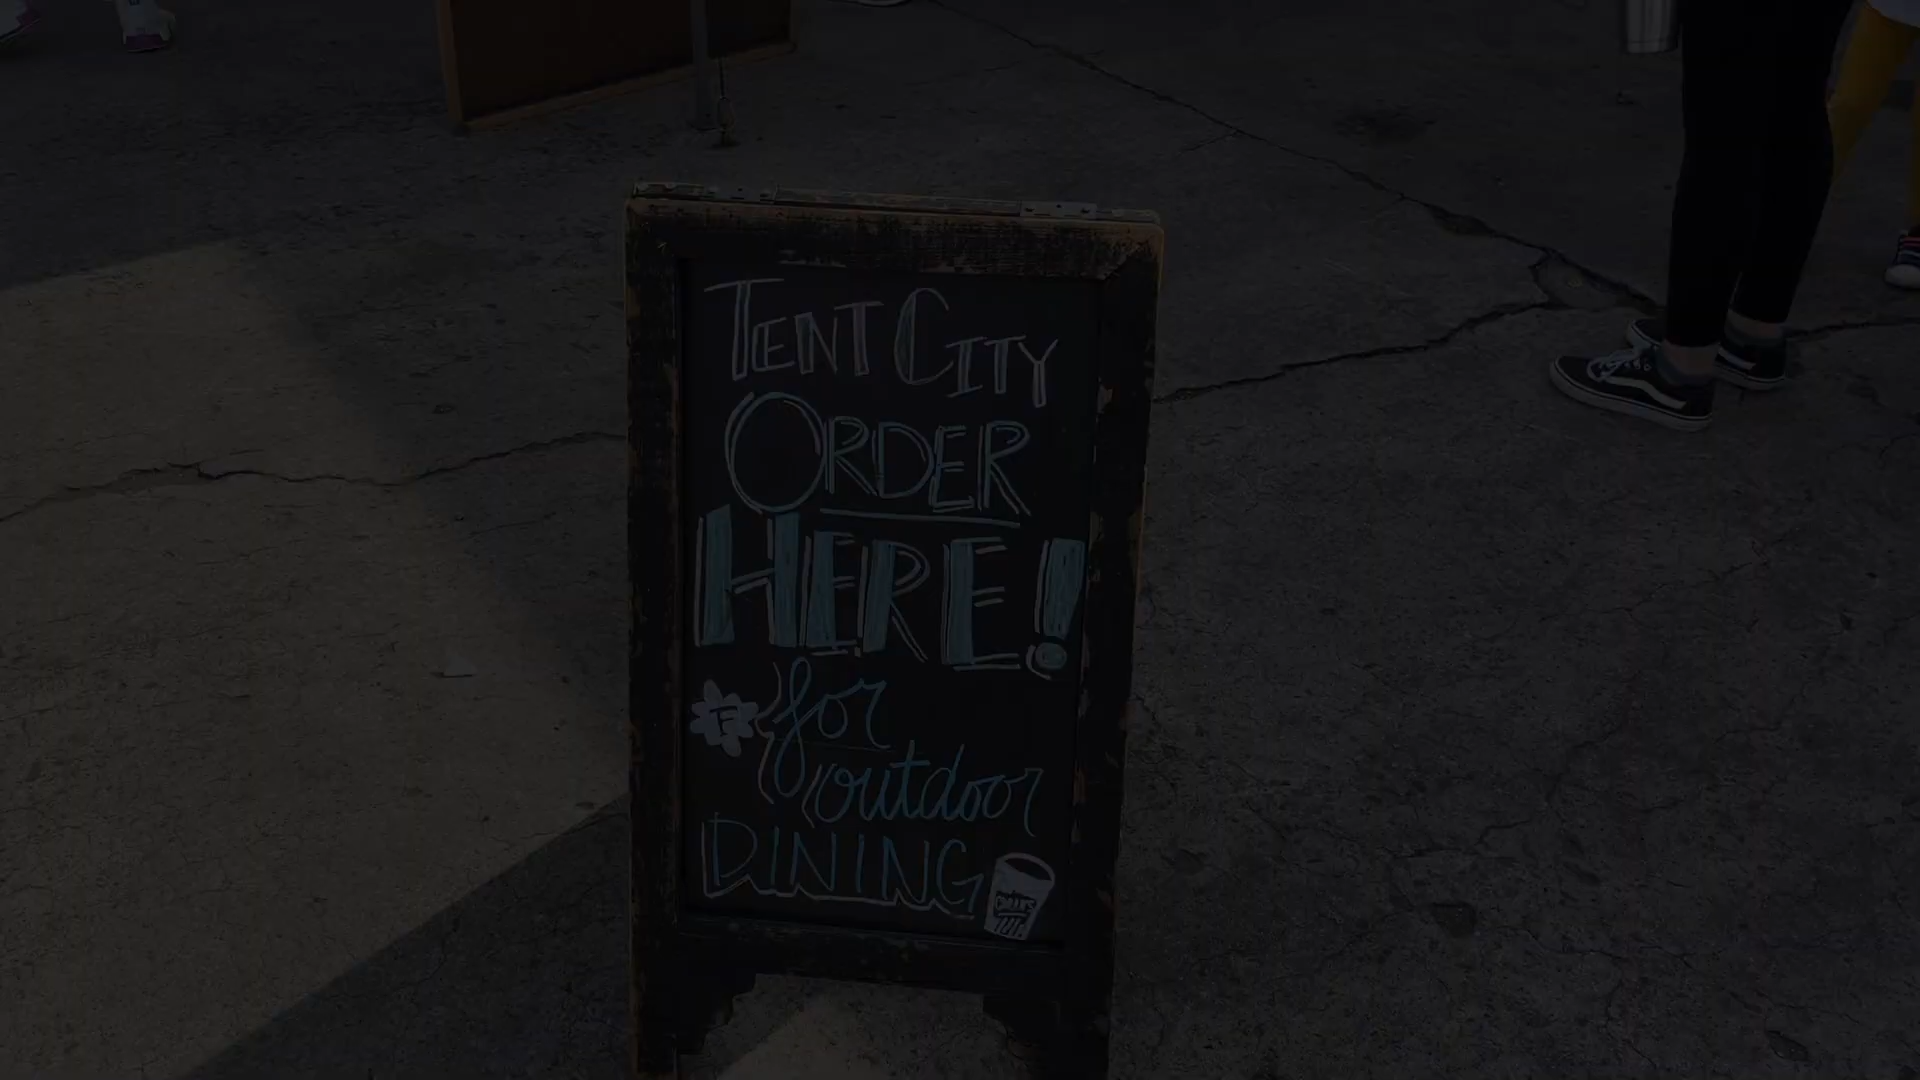 TENT CITY
ORDER
HERE!
for
outdoor
DINING